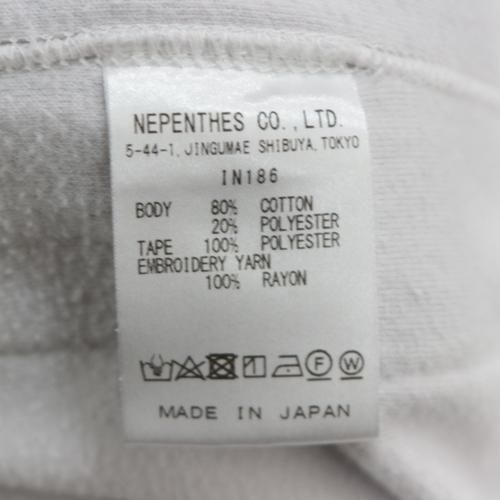 NEPENTHES CO.,LTD.
5-44-1, JINGUMAE SHIBUYA, TOKYO
IN186
BODY 80% COTTON
20% POLYESTER
TAPE 100% POLYESTER
EMBROIDERY YARN
100% RAYON
F W
MADE IN JAPAN